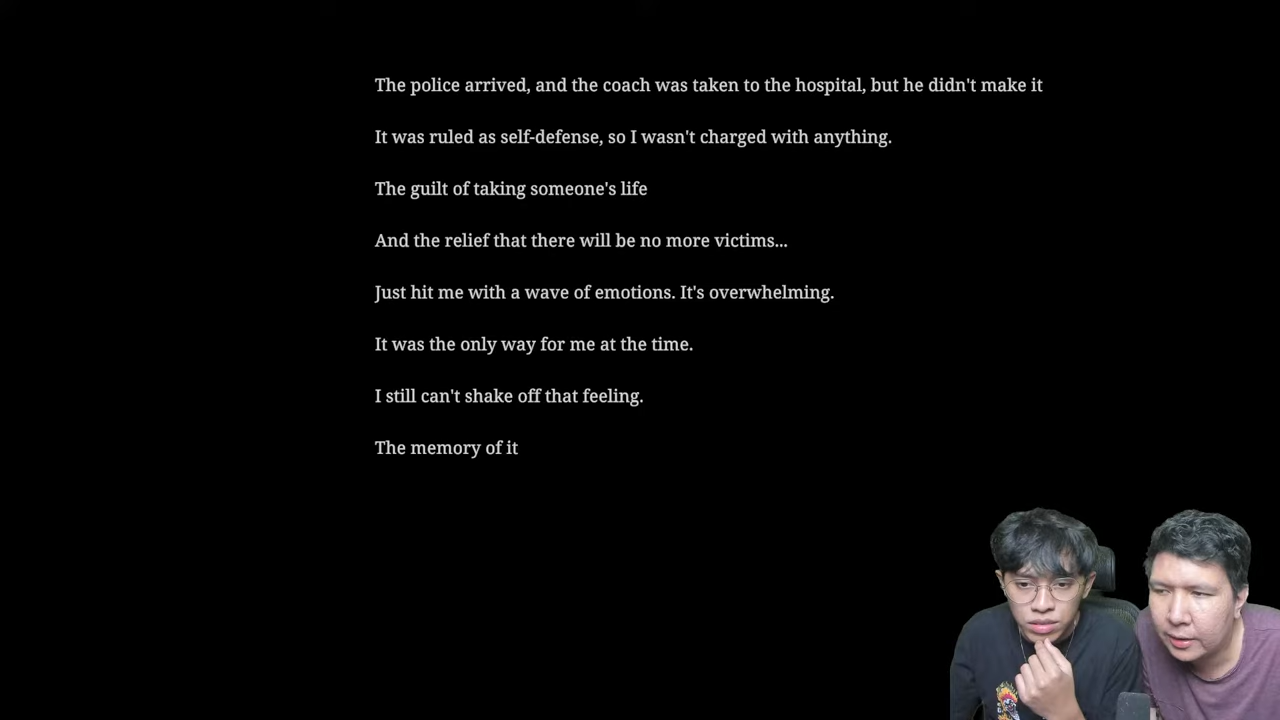 The police arrived, and the coach was taken to the hospital, but he didn't make it
It was ruled as self-defense, so I wasn't charged with anything.
The guilt of taking someone's life
And the relief that there will be no more victims...
Just hit me with a wave of emotions. It's overwhelming.
It was the only way for me at the time.
I still can't shake off that feeling.
The memory of it